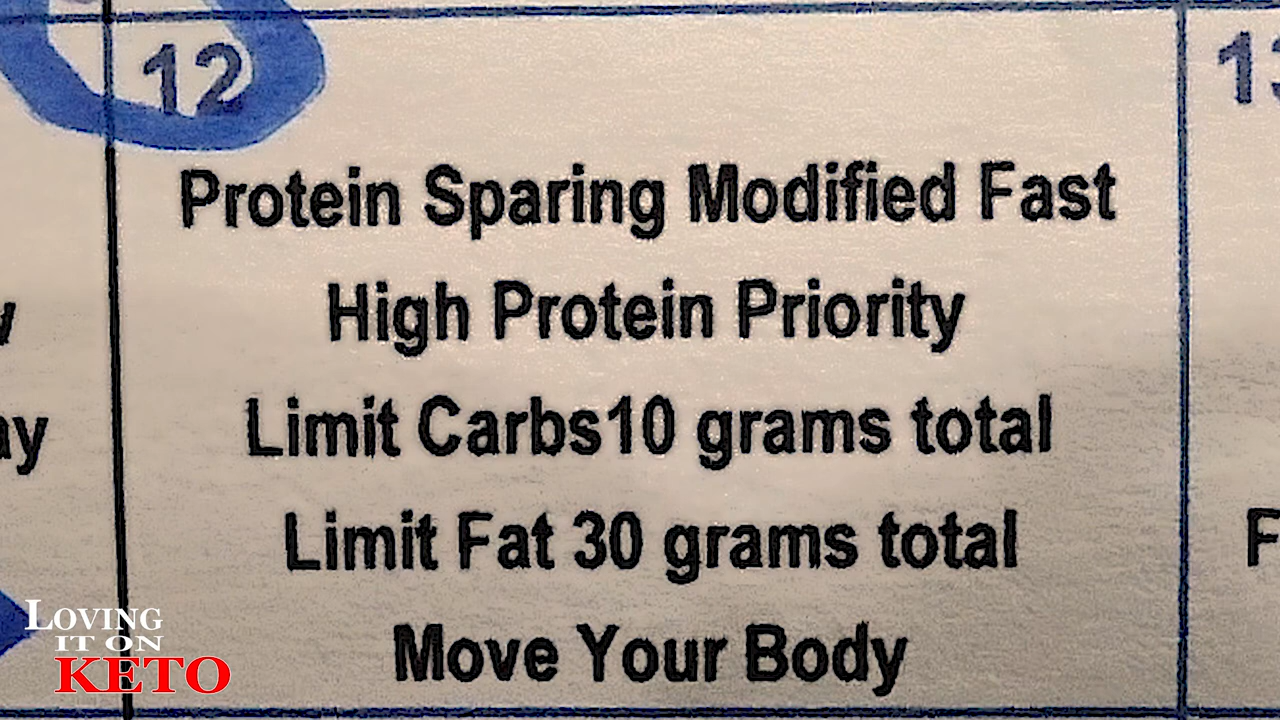 12
Protein Sparing Modified Fast
High Protein Priority
Limit Carbs10 grams total
Limit Fat 30 grams total
Move Your Body
ay
F
LOVING
IT ON
KETO